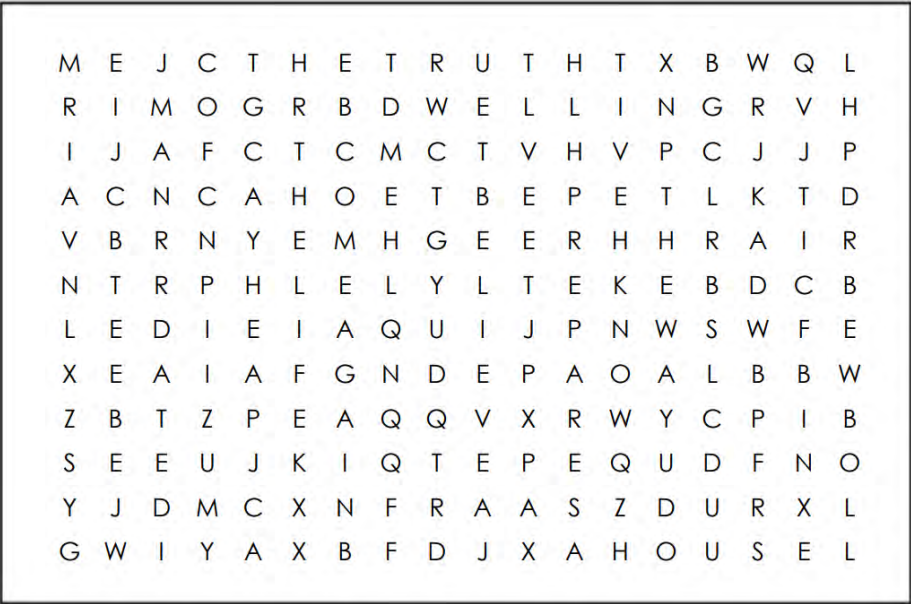 M E J C T H E T R U T H T X B W Q L
R I M O G R B D W E L L I N G R V H
I J A F C T C M C T V H V P C J J P
A C N C A H O E T B E P E T L K T D
V B R N Y E M H G E E R H H R A I R
N T R P H L E L Y L T E K E B D C B
L E D I E I A Q U I J P N W S W F E
X E A I A F G N D E P A O A L B B W
Z B T Z P E A Q Q V X R W Y C P I B
S E E U J K I Q T E P E Q U D F N O
Y J D M C X N F R A A S Z D U R X L
G W I Y A X B F D J X A H O U S E L